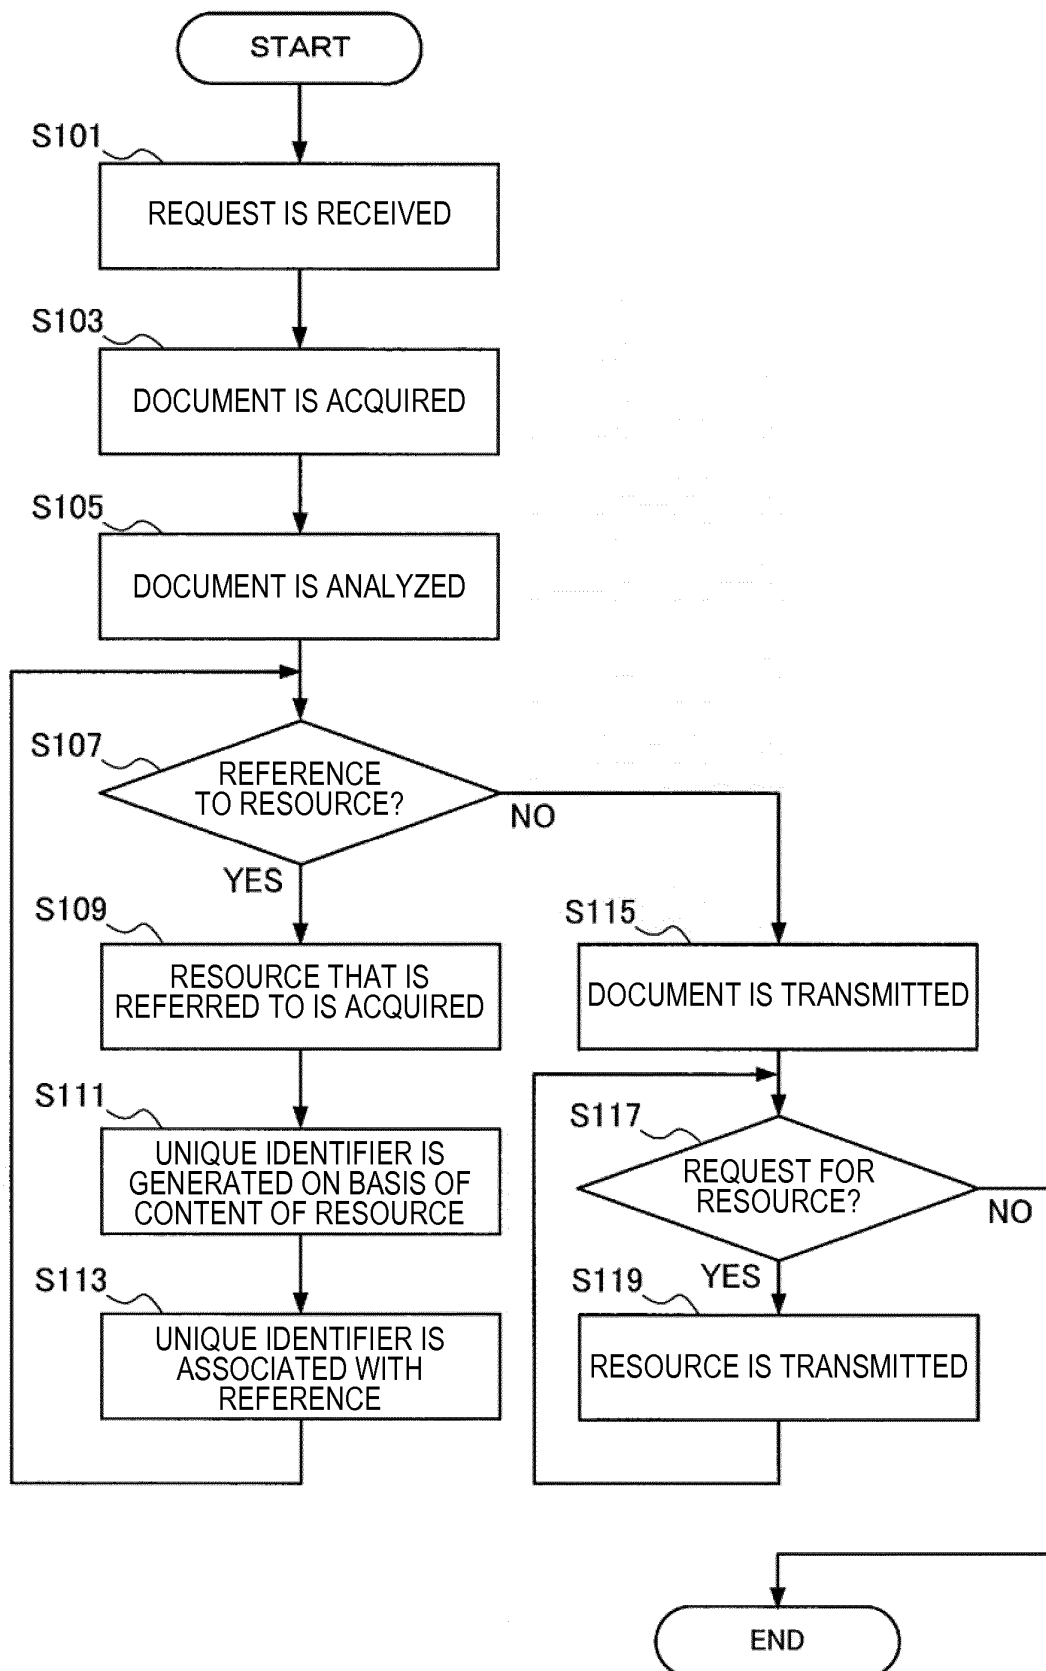 START
S101
REQUEST IS RECEIVED
S103
DOCUMENT IS ACQUIRED
S105
DOCUMENT IS ANALYZED
S107
REFERENCE
TO RESOURCE?
NO
YES
S109
RESOURCE THAT IS
REFERRED TO IS ACQUIRED
S111
UNIQUE IDENTIFIER IS
GENERATED ON BASIS OF
CONTENT OF RESOURCE
S113
UNIQUE IDENTIFIER IS
ASSOCIATED WITH
REFERENCE
S115
DOCUMENT IS TRANSMITTED
S117
REQUEST FOR
RESOURCE?
NO
YES
S119
RESOURCE IS TRANSMITTED
END